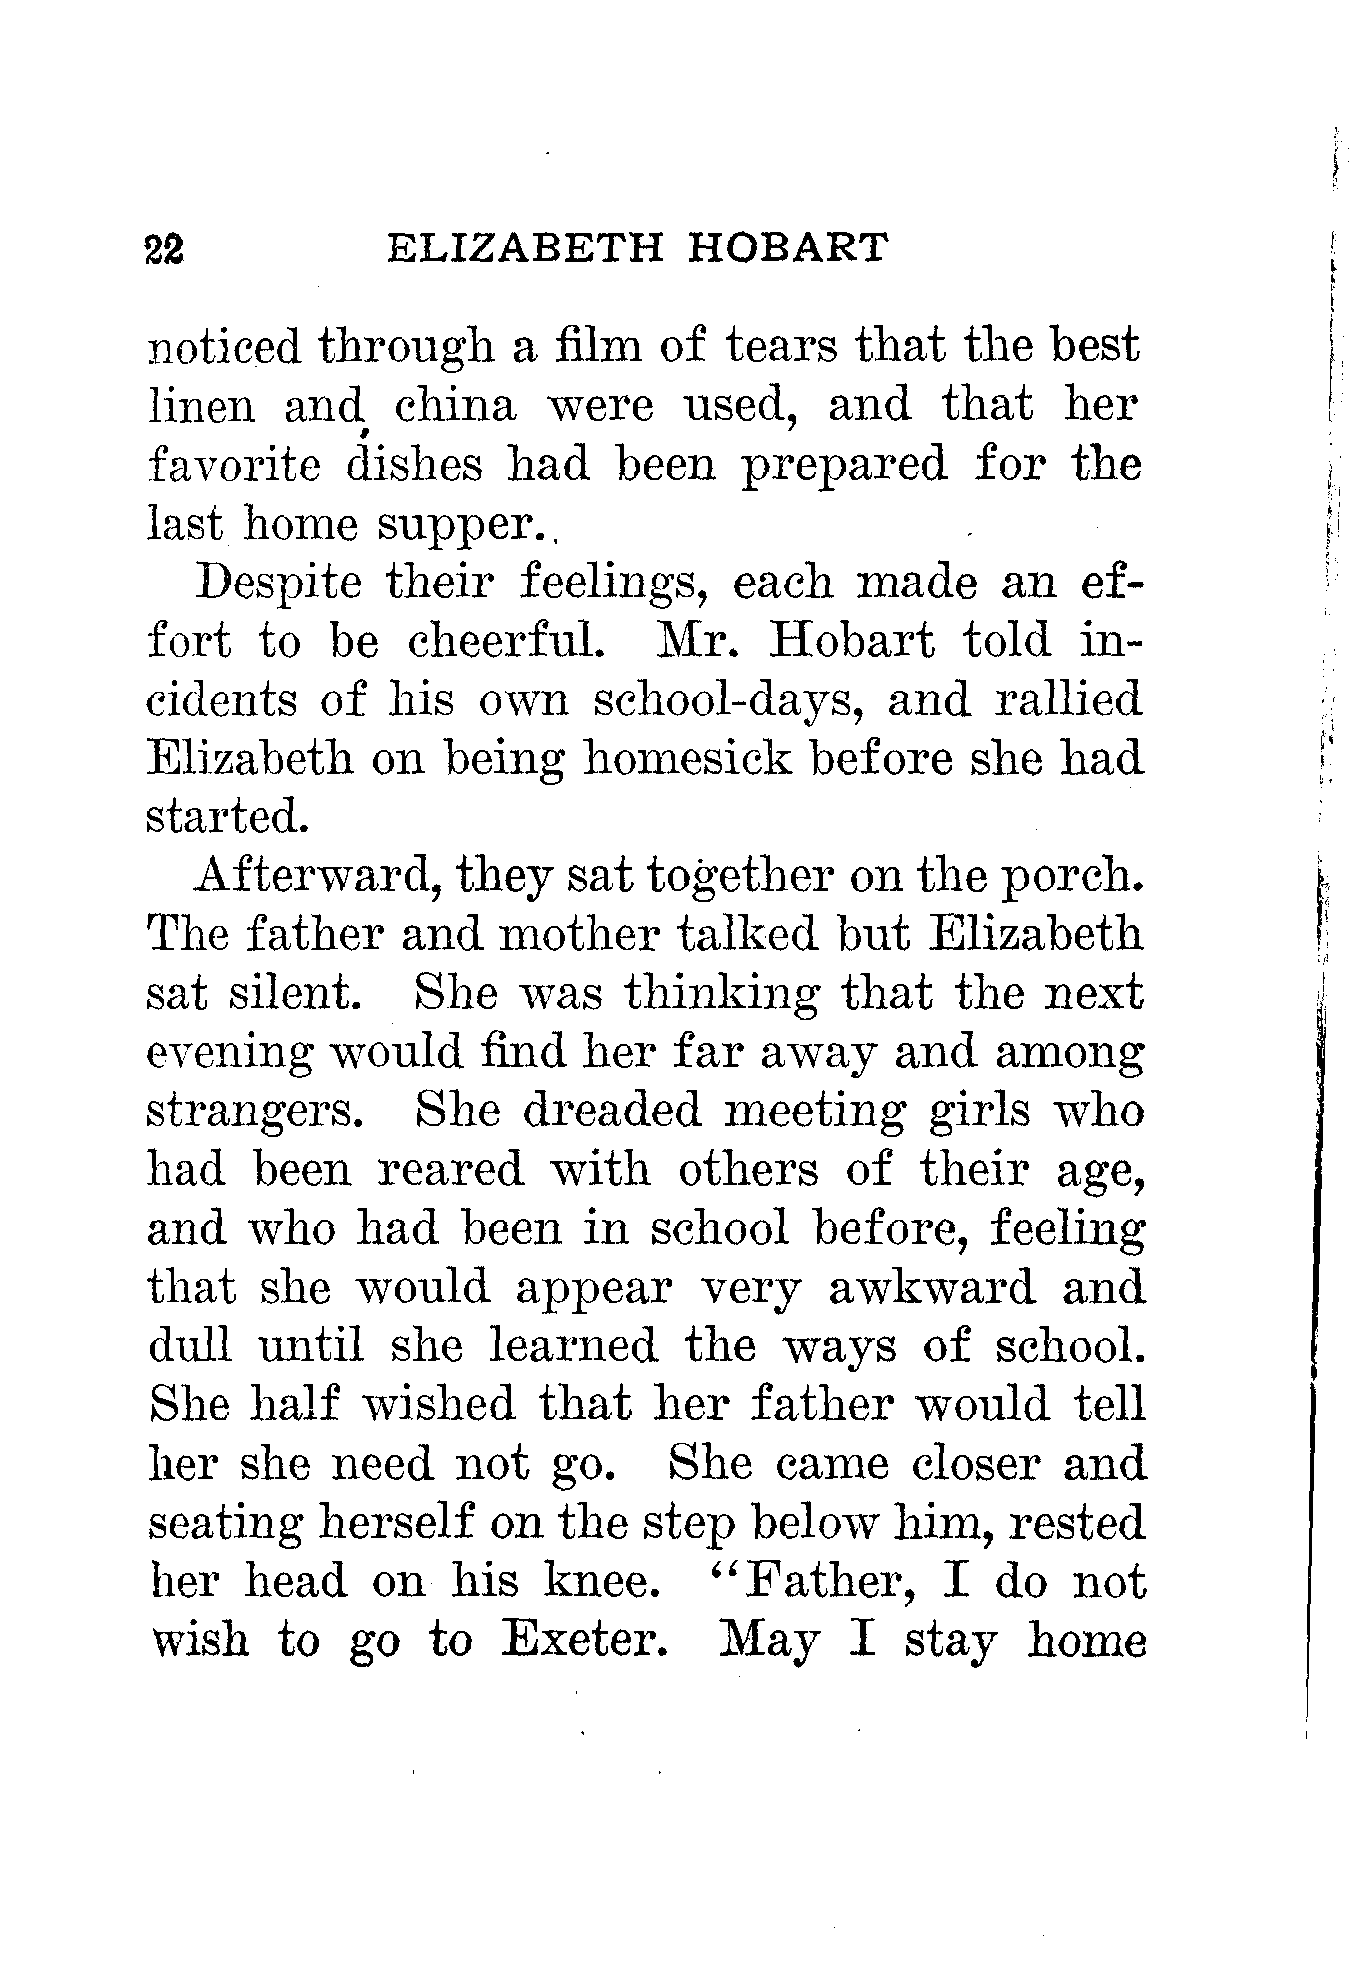 22 ELIZABETH HOBART
noticed through a film of tears that the best
linen and china were used, and that her
favorite dishes had been prepared for the
last home supper.
Despite their feelings, each made an ef-
fort to be cheerful. Mr. Hobart told in-
cidents of his own school-days, and rallied
Elizabeth on being homesick before she had
started.
Afterward, they sat together on the porch.
The father and mother talked but Elizabeth
sat silent. She was thinking that the next
evening would find her far away and among
strangers. She dreaded meeting girls who
had been reared with others of their age,
and who had been in school before, feeling
that she would appear very awkward and
dull until she learned the ways of school.
She half wished that her father would tell
her she need not go. She came closer and
seating herself on the step below him, rested
her head on his knee. "Father, I do not
wish to go to Exeter. May I stay home